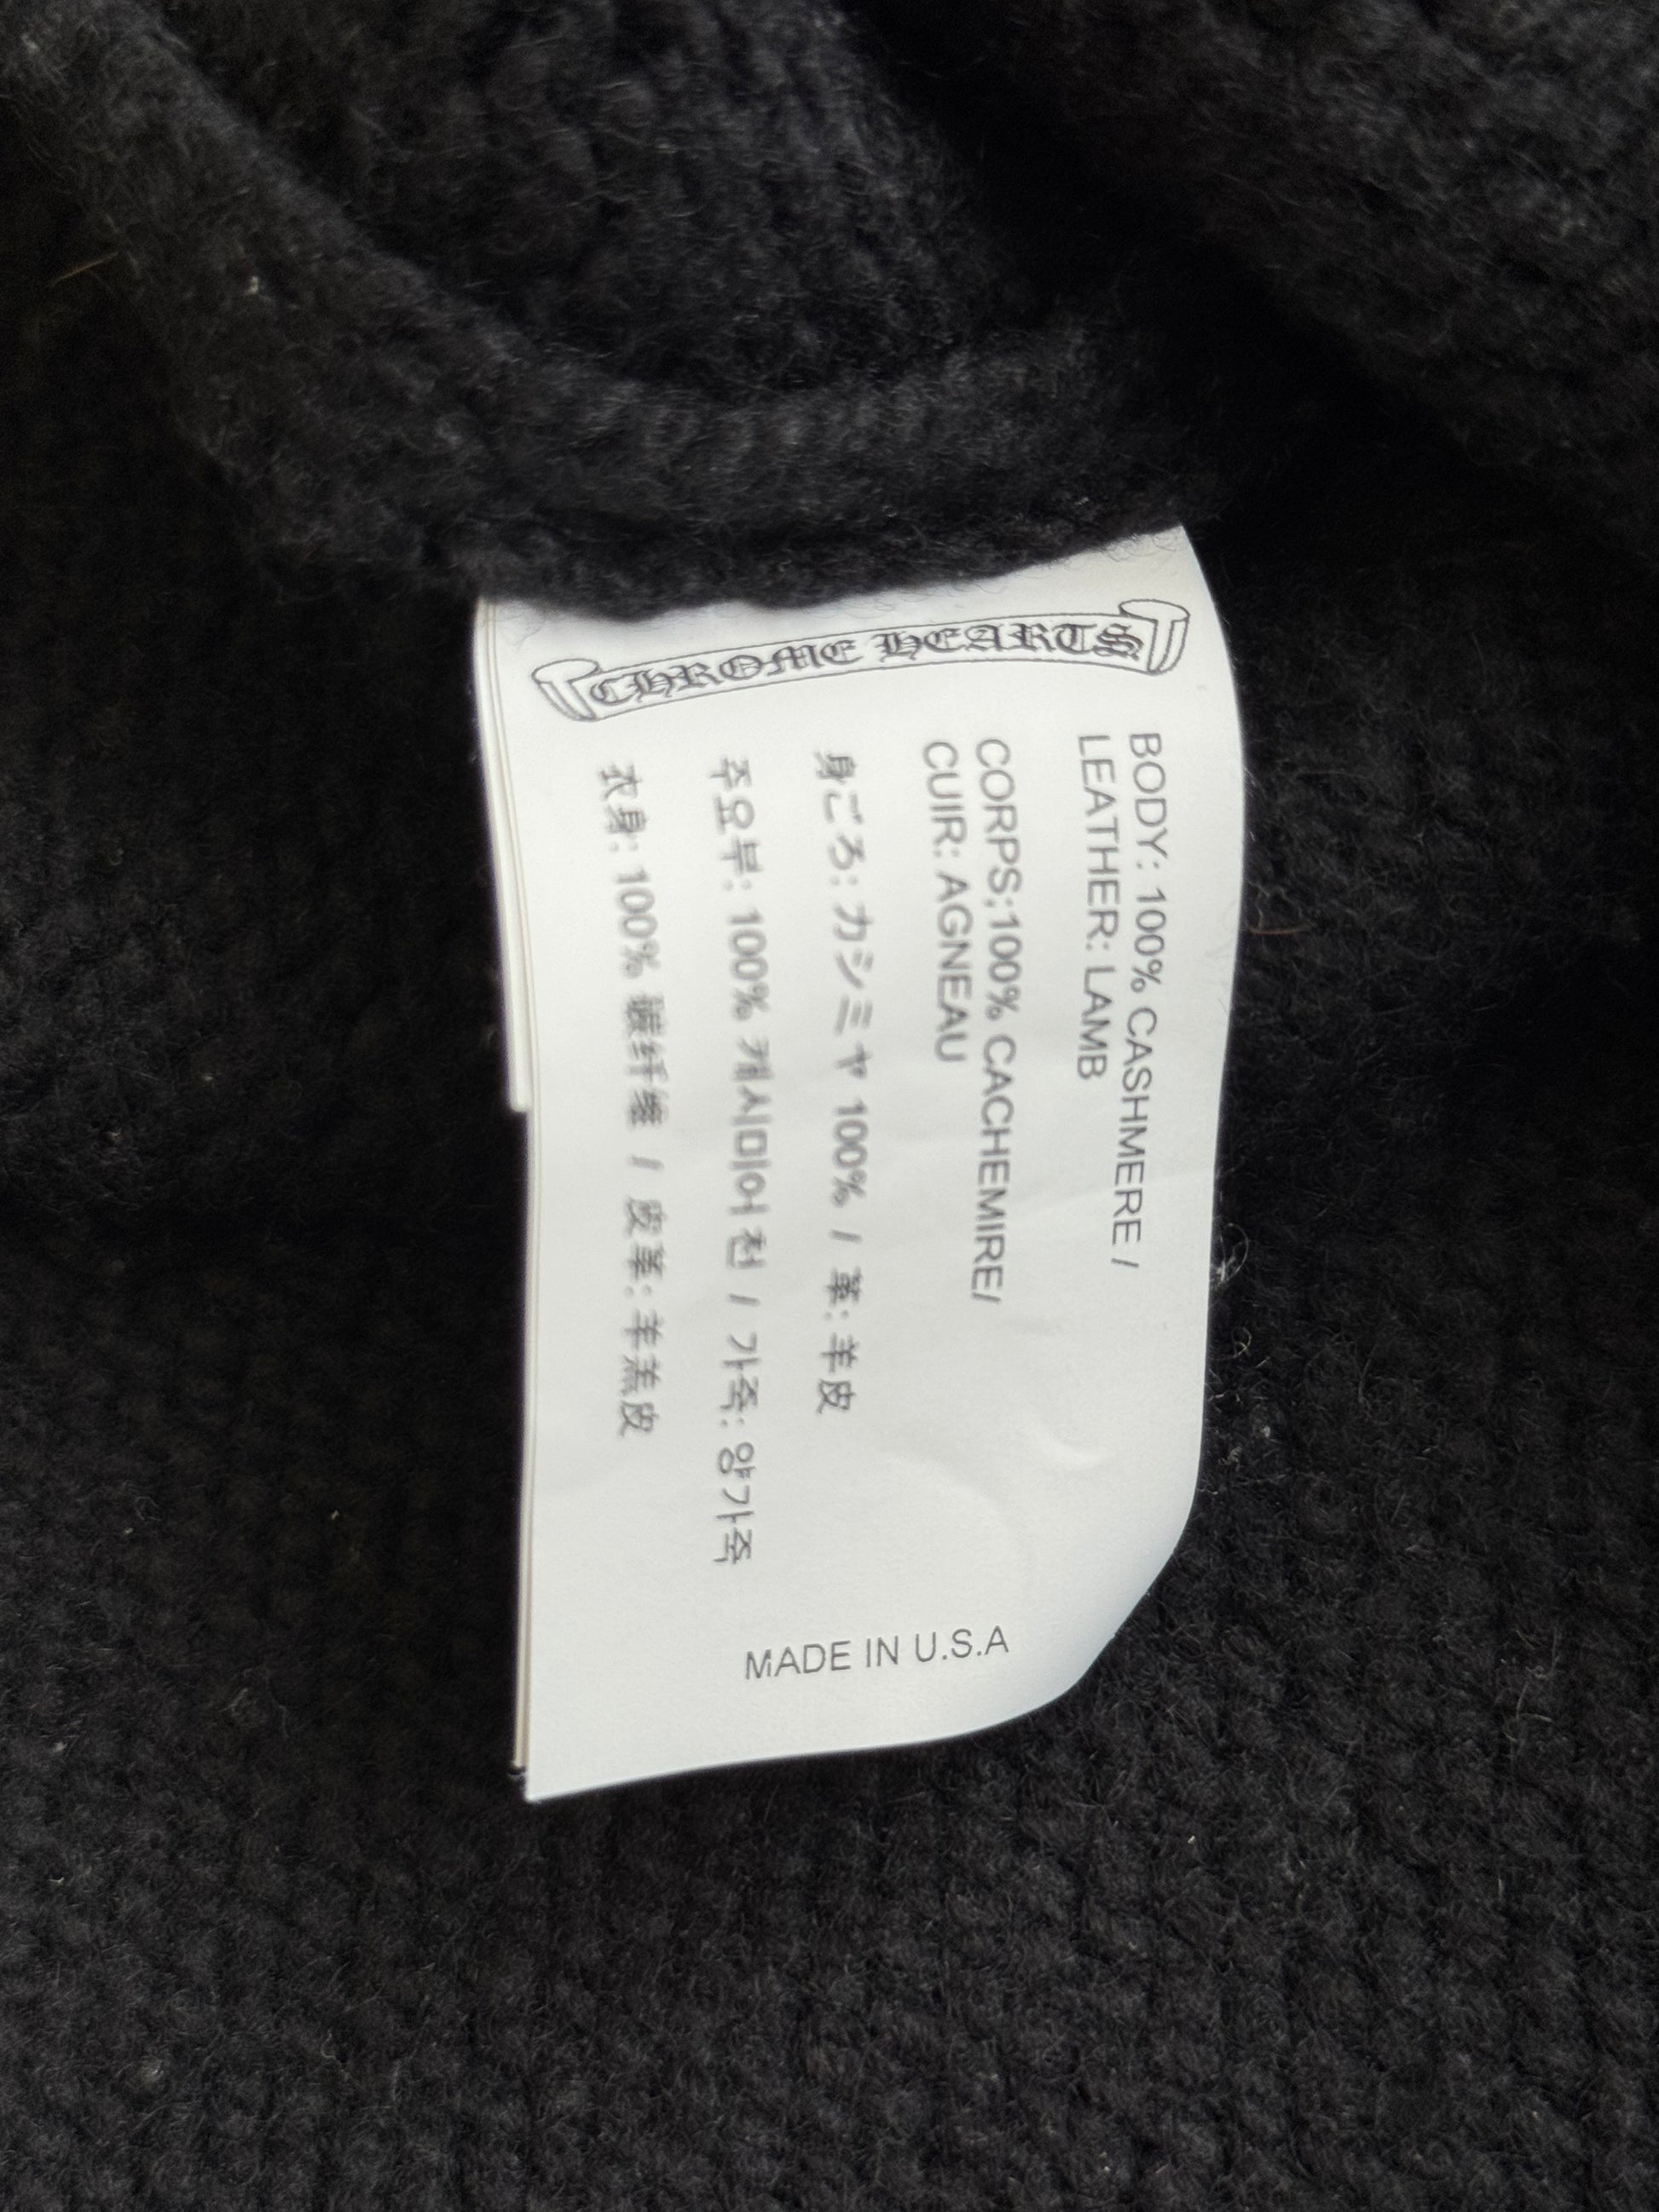 CHROME HEARTS
BODY: 100% CASHMERE /
LEATHER: LAMB
CORPS:100% CACHEMIRE/
CUIR: AGNEAU
身ごろ: カシミヤ 100% / 革: 羊皮
주요부: 100% 캐시미어 천 / 가죽: 양가죽
衣身: 100% 碳纤维 / 皮革: 羊羔皮
MADE IN U.S.A